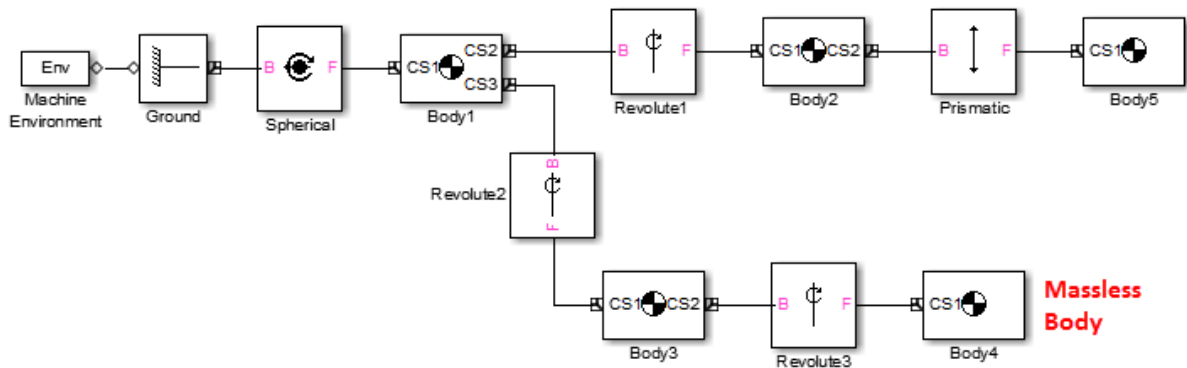 Env
Machine
Environment
Ground
B F
Spherical
CS1 CS2
CS3
Body1
B F
Revolute1
CS1 CS2
Body2
B F
Prismatic
CS1
Body5
B
Revolute2
F
CS1 CS2
Body3
B F
Revolute3
CS1
Body4
Massless
Body